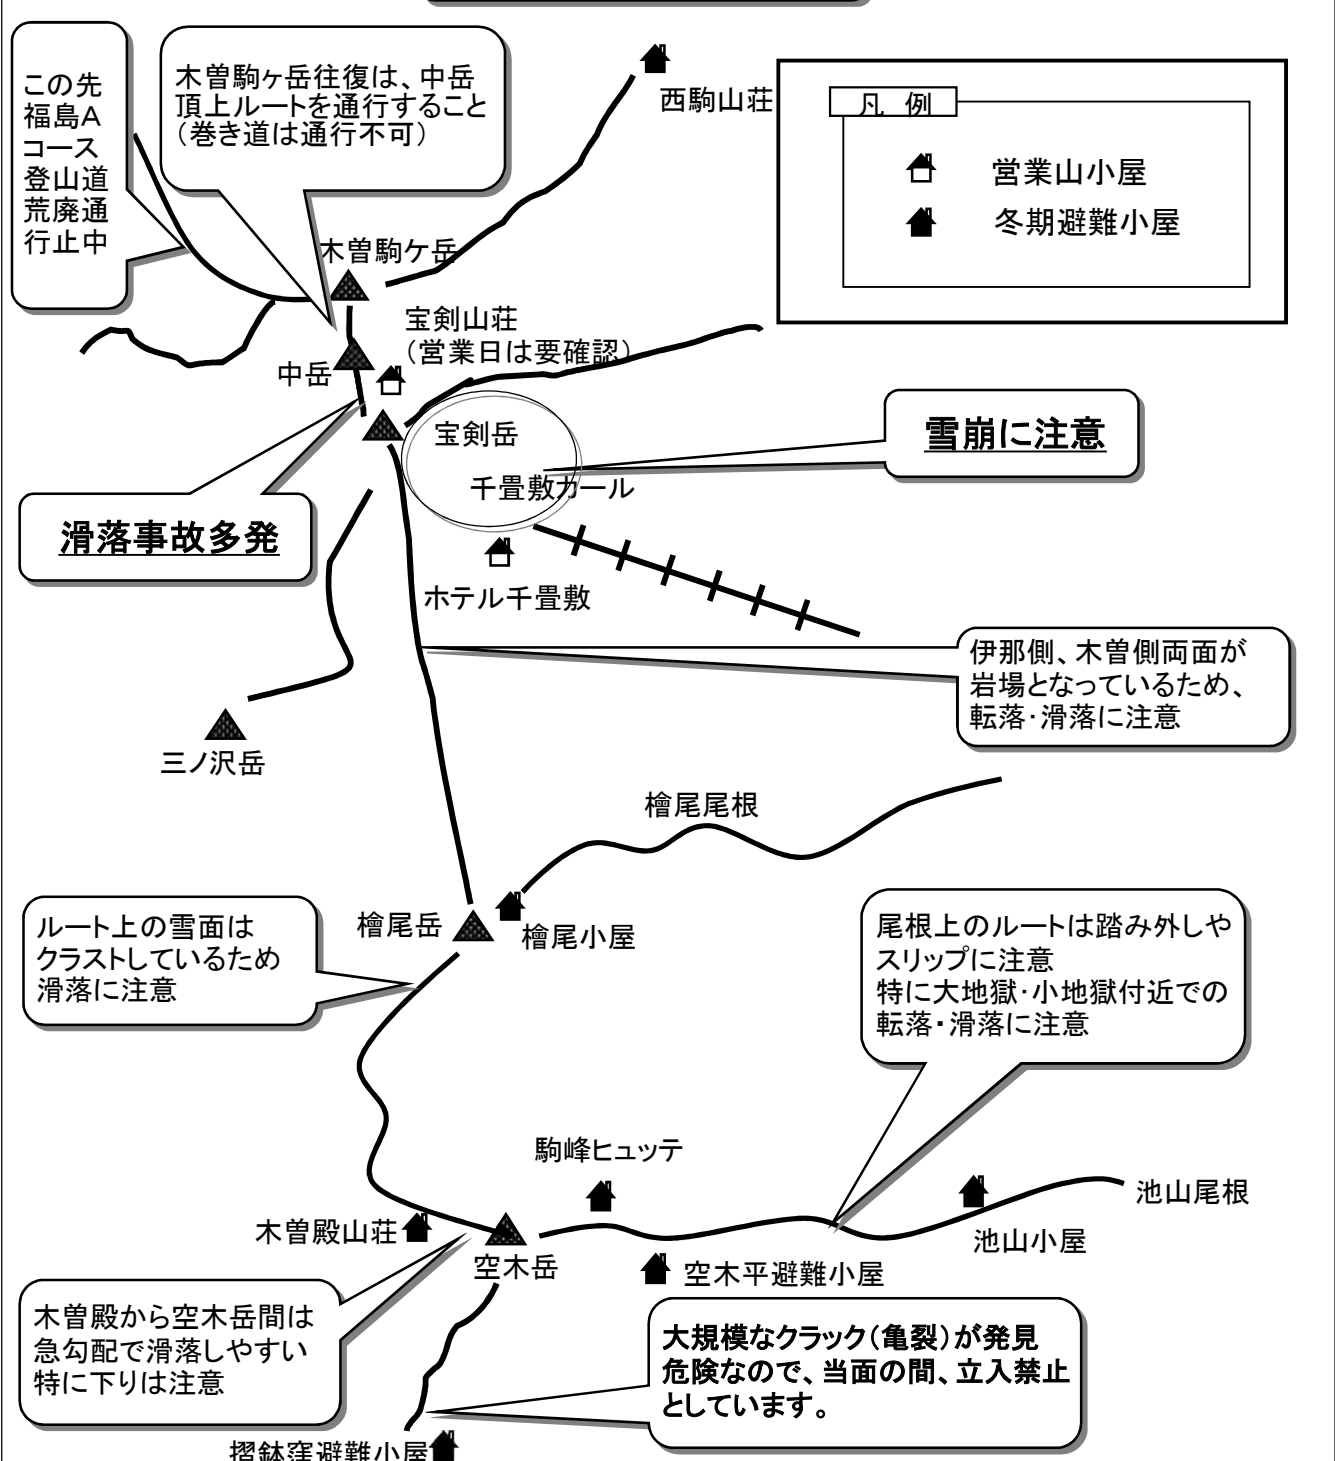 この先
福島A
コース
登山道
荒廃通
行止中
木曽駒ヶ岳往復は、中岳
頂上ルートを通行すること
（巻き道は通行不可）
西駒山荘
凡 例
営業山小屋
冬期避難小屋
木曽駒ケ岳
宝剣山荘
（営業日は要確認）
中岳
宝剣岳
千畳敷カール
雪崩に注意
滑落事故多発
ホテル千畳敷
伊那側、木曽側両面が
岩場となっているため、
転落・滑落に注意
三ノ沢岳
檜尾尾根
ルート上の雪面は
クラストしているため
滑落に注意
檜尾岳
檜尾小屋
尾根上のルートは踏み外しや
スリップに注意
特に大地獄・小地獄付近での
転落・滑落に注意
駒峰ヒュッテ
池山尾根
木曽殿山荘
池山小屋
空木岳
空木平避難小屋
木曽殿から空木岳間は
急勾配で滑落しやすい
特に下りは注意
大規模なクラック（亀裂）が発見
危険なので、当面の間、立入禁止
としています。
摺鉢窪避難小屋